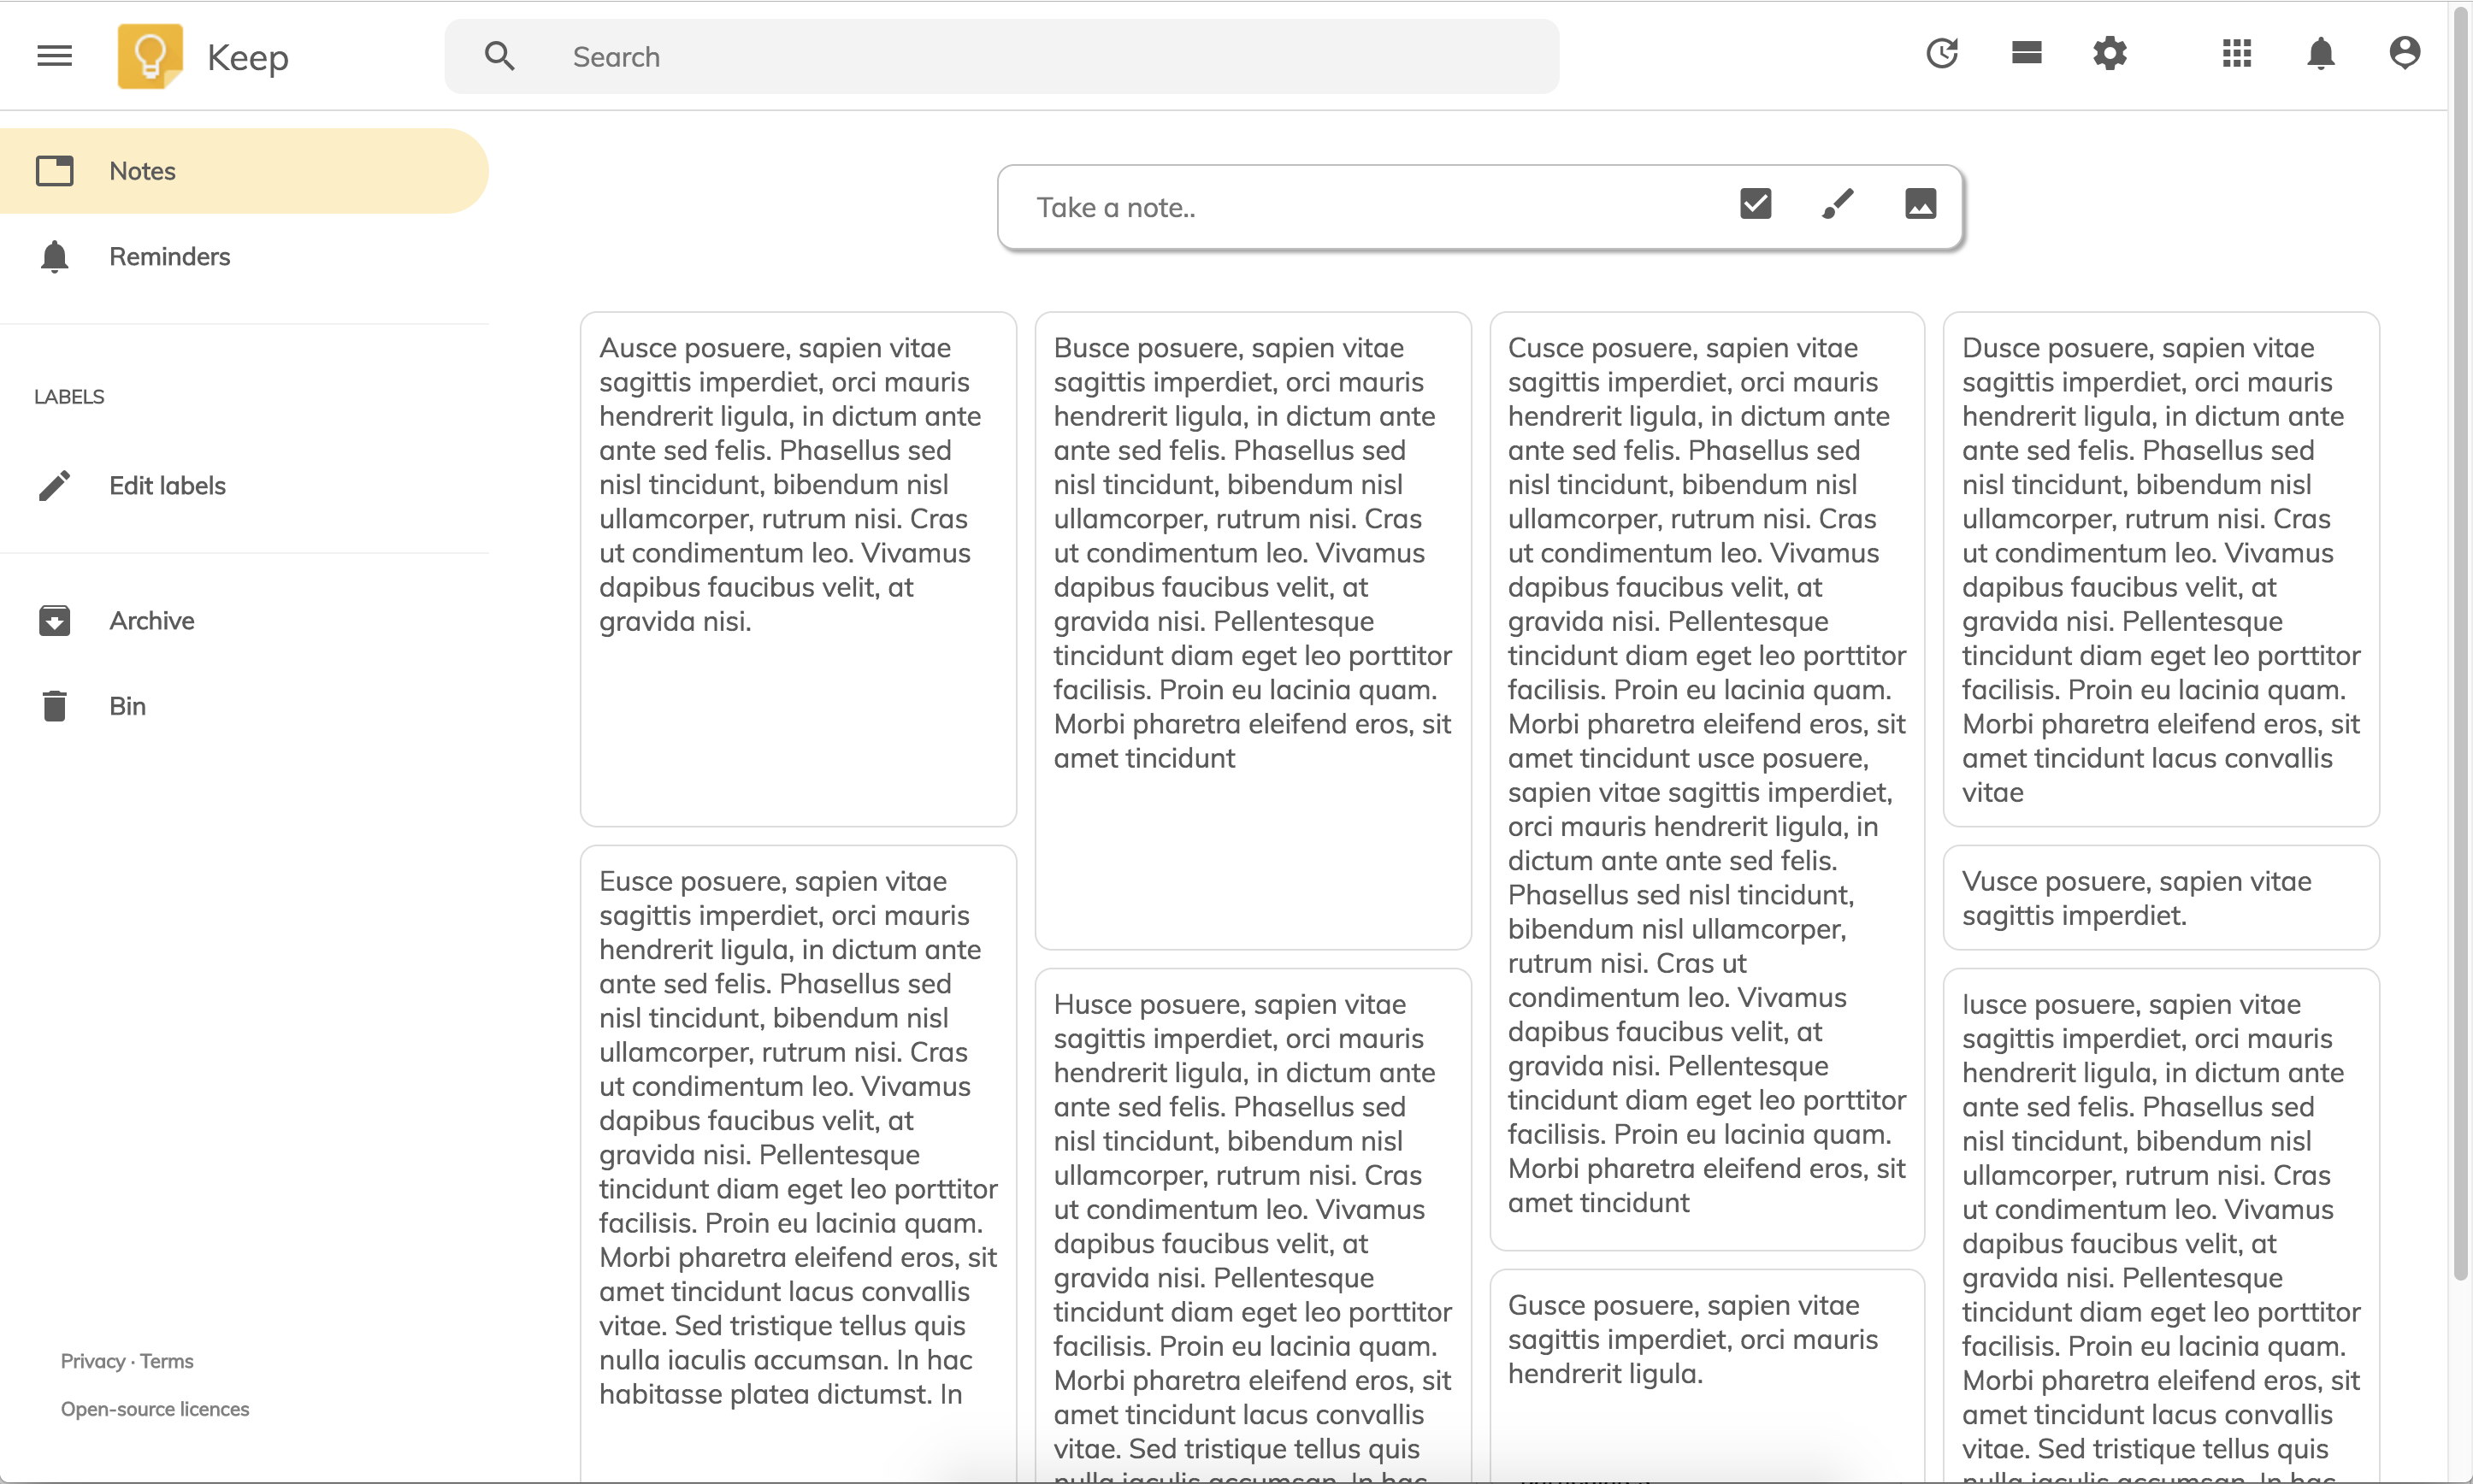 Keep
Search
Notes
Reminders
LABELS
Edit labels
Archive
Bin
Privacy · Terms
Open-source licences
Take a note..
Ausce posuere, sapien vitae
sagittis imperdiet, orci mauris
hendrerit ligula, in dictum ante
ante sed felis. Phasellus sed
nisl tincidunt, bibendum nisl
ullamcorper, rutrum nisi. Cras
ut condimentum leo. Vivamus
dapibus faucibus velit, at
gravida nisi.
Eusce posuere, sapien vitae
sagittis imperdiet, orci mauris
hendrerit ligula, in dictum ante
ante sed felis. Phasellus sed
nisl tincidunt, bibendum nisl
ullamcorper, rutrum nisi. Cras
ut condimentum leo. Vivamus
dapibus faucibus velit, at
gravida nisi. Pellentesque
tincidunt diam eget leo porttitor
facilisis. Proin eu lacinia quam.
Morbi pharetra eleifend eros, sit
amet tincidunt lacus convallis
vitae. Sed tristique tellus quis
nulla iaculis accumsan. In hac
habitasse platea dictumst. In
Busce posuere, sapien vitae
sagittis imperdiet, orci mauris
hendrerit ligula, in dictum ante
ante sed felis. Phasellus sed
nisl tincidunt, bibendum nisl
ullamcorper, rutrum nisi. Cras
ut condimentum leo. Vivamus
dapibus faucibus velit, at
gravida nisi. Pellentesque
tincidunt diam eget leo porttitor
facilisis. Proin eu lacinia quam.
Morbi pharetra eleifend eros, sit
amet tincidunt
Husce posuere, sapien vitae
sagittis imperdiet, orci mauris
hendrerit ligula, in dictum ante
ante sed felis. Phasellus sed
nisl tincidunt, bibendum nisl
ullamcorper, rutrum nisi. Cras
ut condimentum leo. Vivamus
dapibus faucibus velit, at
gravida nisi. Pellentesque
tincidunt diam eget leo porttitor
facilisis. Proin eu lacinia quam.
Morbi pharetra eleifend eros, sit
amet tincidunt lacus convallis
vitae. Sed tristique tellus quis
nulla iaculis accumsan. In hac
Cusce posuere, sapien vitae
sagittis imperdiet, orci mauris
hendrerit ligula, in dictum ante
ante sed felis. Phasellus sed
nisl tincidunt, bibendum nisl
ullamcorper, rutrum nisi. Cras
ut condimentum leo. Vivamus
dapibus faucibus velit, at
gravida nisi. Pellentesque
tincidunt diam eget leo porttitor
facilisis. Proin eu lacinia quam.
Morbi pharetra eleifend eros, sit
amet tincidunt usce posuere,
sapien vitae sagittis imperdiet,
orci mauris hendrerit ligula, in
dictum ante ante sed felis.
Phasellus sed nisl tincidunt,
bibendum nisl ullamcorper,
rutrum nisi. Cras ut
condimentum leo. Vivamus
dapibus faucibus velit, at
gravida nisi. Pellentesque
tincidunt diam eget leo porttitor
facilisis. Proin eu lacinia quam.
Morbi pharetra eleifend eros, sit
amet tincidunt
Gusce posuere, sapien vitae
sagittis imperdiet, orci mauris
hendrerit ligula.
Dusce posuere, sapien vitae
sagittis imperdiet, orci mauris
hendrerit ligula, in dictum ante
ante sed felis. Phasellus sed
nisl tincidunt, bibendum nisl
ullamcorper, rutrum nisi. Cras
ut condimentum leo. Vivamus
dapibus faucibus velit, at
gravida nisi. Pellentesque
tincidunt diam eget leo porttitor
facilisis. Proin eu lacinia quam.
Morbi pharetra eleifend eros, sit
amet tincidunt lacus convallis
vitae
Vusce posuere, sapien vitae
sagittis imperdiet.
Iusce posuere, sapien vitae
sagittis imperdiet, orci mauris
hendrerit ligula, in dictum ante
ante sed felis. Phasellus sed
nisl tincidunt, bibendum nisl
ullamcorper, rutrum nisi. Cras
ut condimentum leo. Vivamus
dapibus faucibus velit, at
gravida nisi. Pellentesque
tincidunt diam eget leo porttitor
facilisis. Proin eu lacinia quam.
Morbi pharetra eleifend eros, sit
amet tincidunt lacus convallis
vitae. Sed tristique tellus quis
nulla iaculis accumsan. In hac